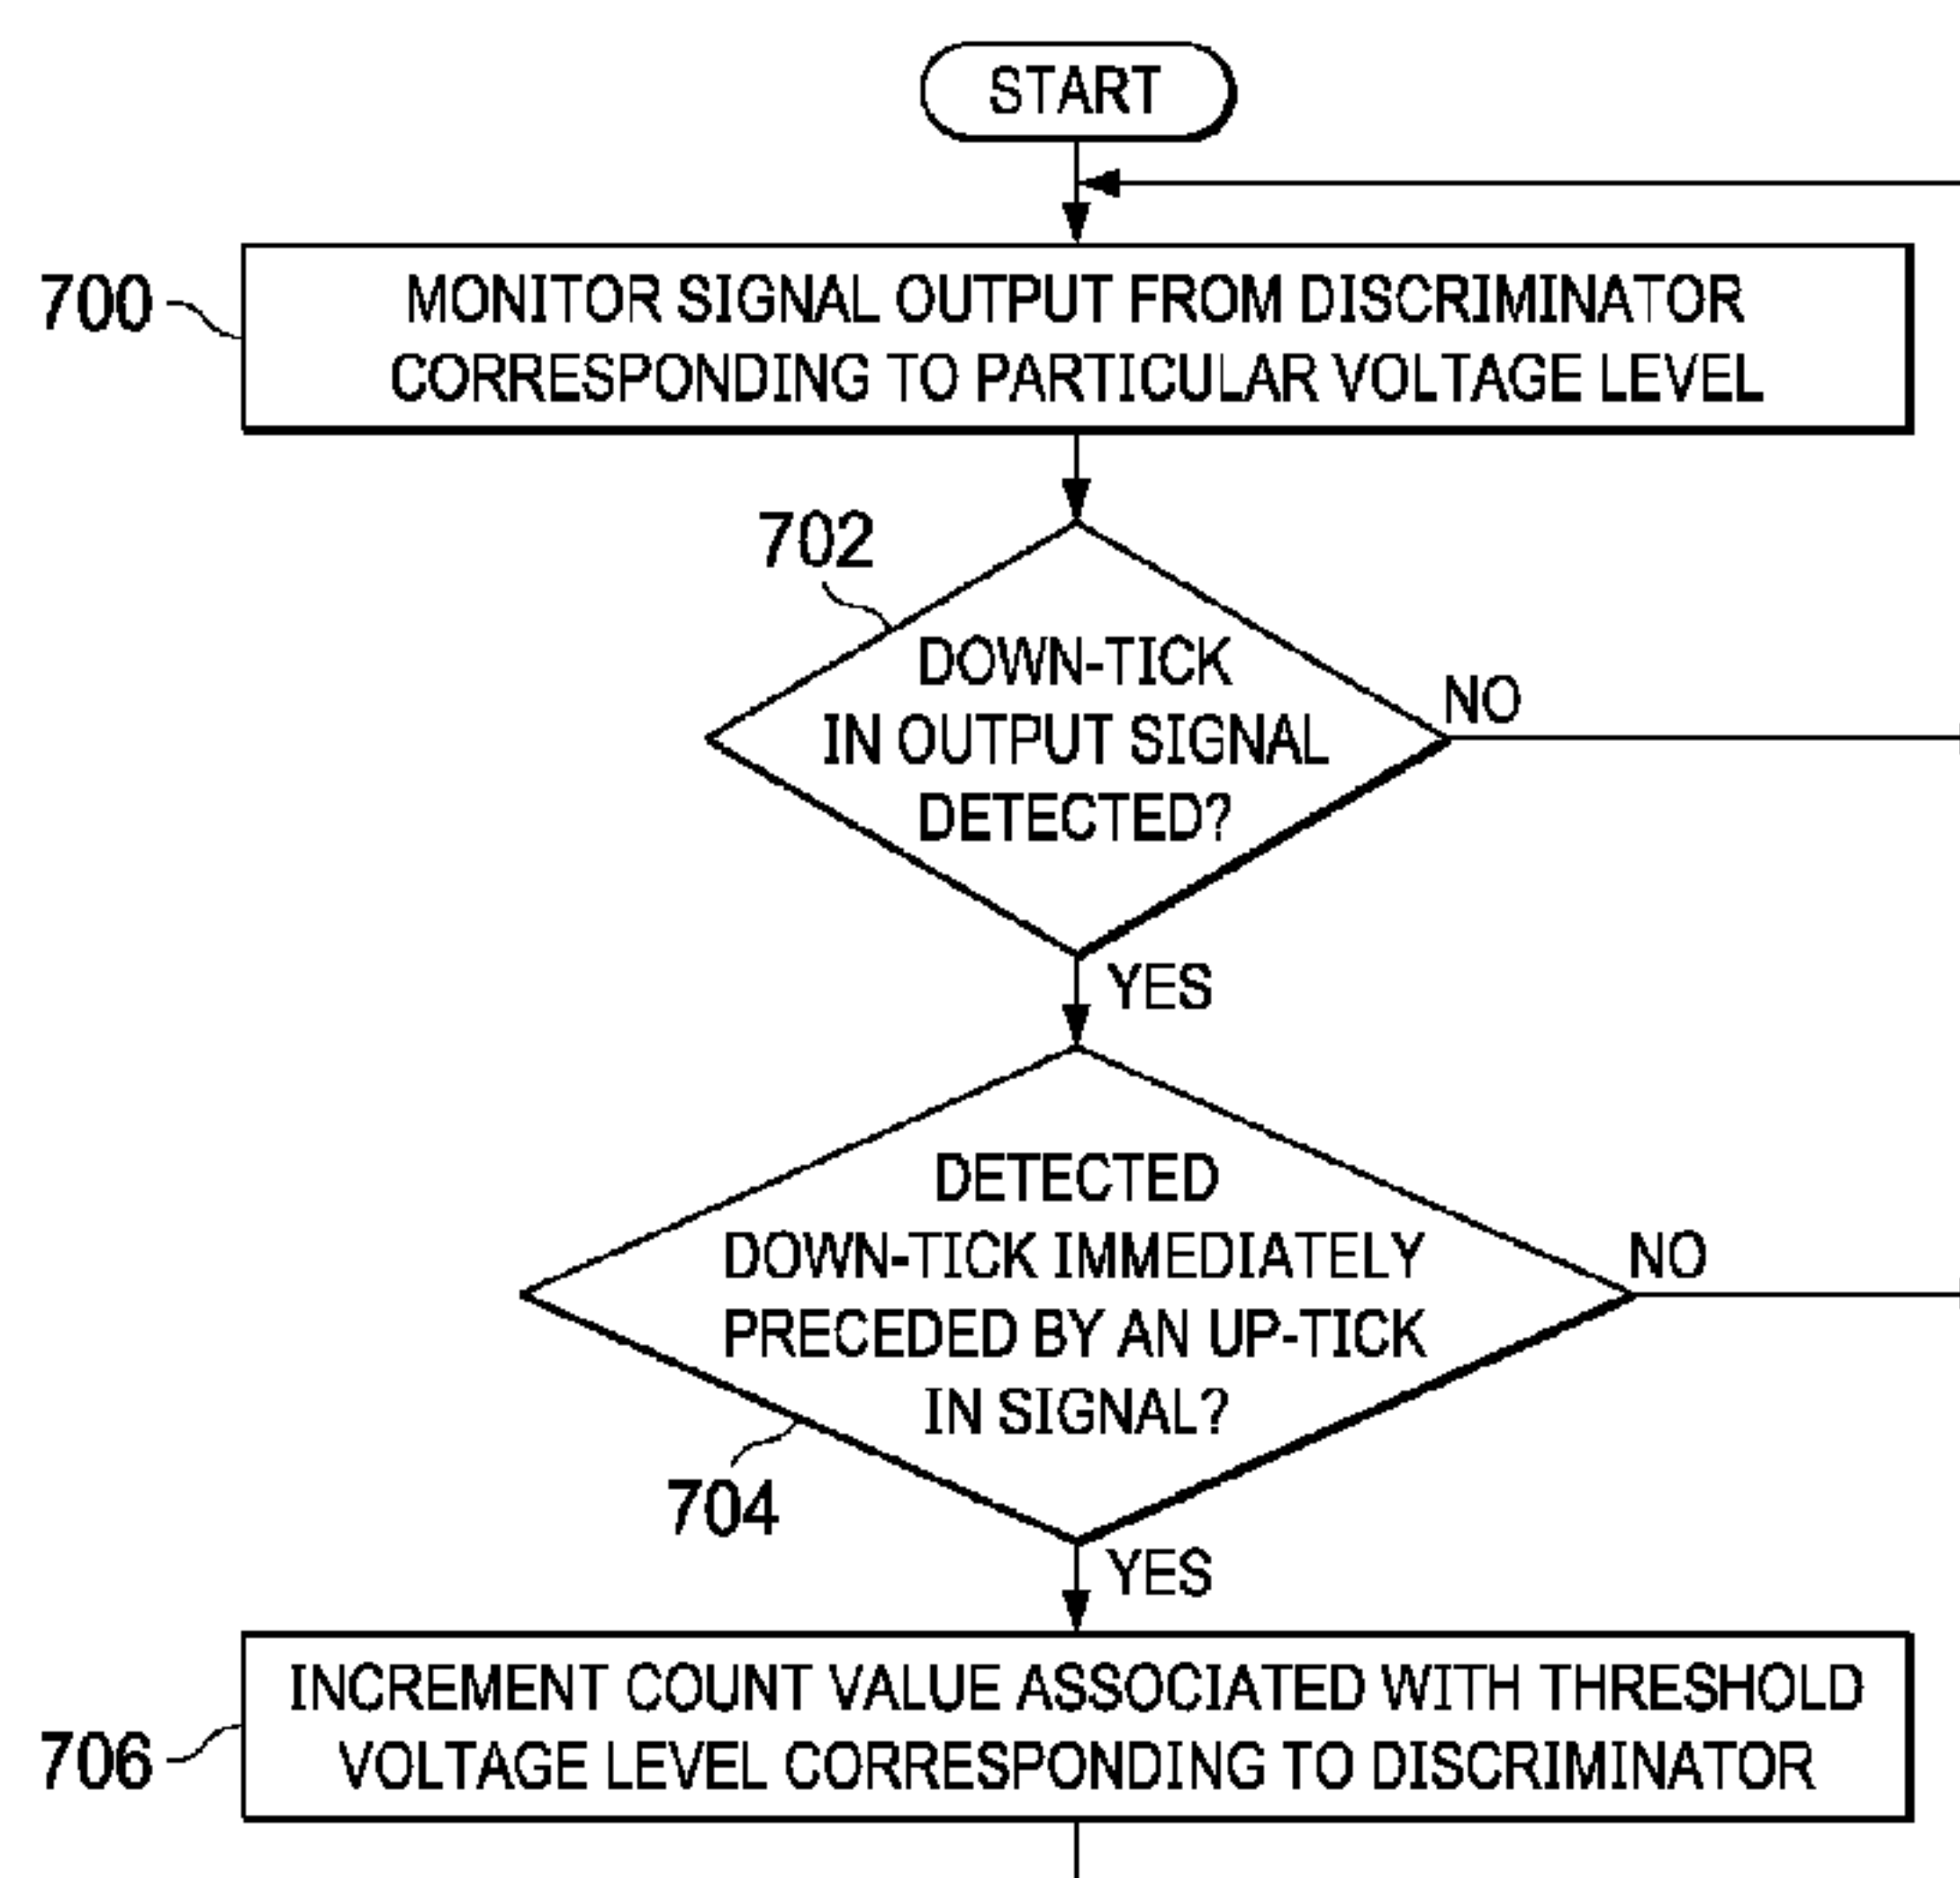 START
700
MONITOR SIGNAL OUTPUT FROM DISCRIMINATOR
CORRESPONDING TO PARTICULAR VOLTAGE LEVEL
702
DOWN-TICK
IN OUTPUT SIGNAL
DETECTED?
NO
YES
DETECTED
DOWN-TICK IMMEDIATELY
PRECEDED BY AN UP-TICK
IN SIGNAL?
NO
704
YES
706
INCREMENT COUNT VALUE ASSOCIATED WITH THRESHOLD
VOLTAGE LEVEL CORRESPONDING TO DISCRIMINATOR